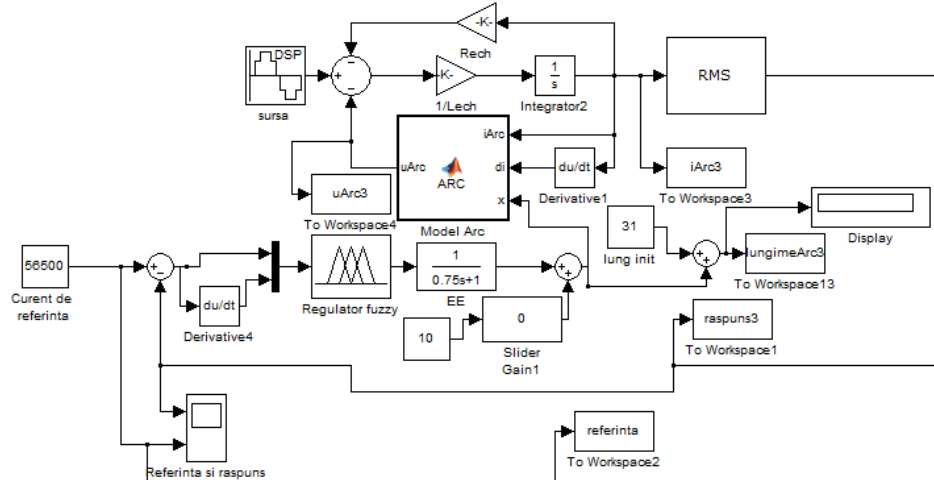 DSP
sursa
-K-
Rech
-K-
1/Lech
1
s
Integrator2
RMS
iArc
di
x
uArc
ARC
Model Arc
du/dt
Derivative1
iArc3
To Workspace3
uArc3
To Workspace4
31
lung init
Display
lungimeArc3
To Workspace13
56500
Curent de
referinta
du/dt
Derivative4
Regulator fuzzy
1
0.75s+1
EE
10
0
Slider
Gain1
raspuns3
To Workspace1
Referinta si raspuns
referinta
To Workspace2